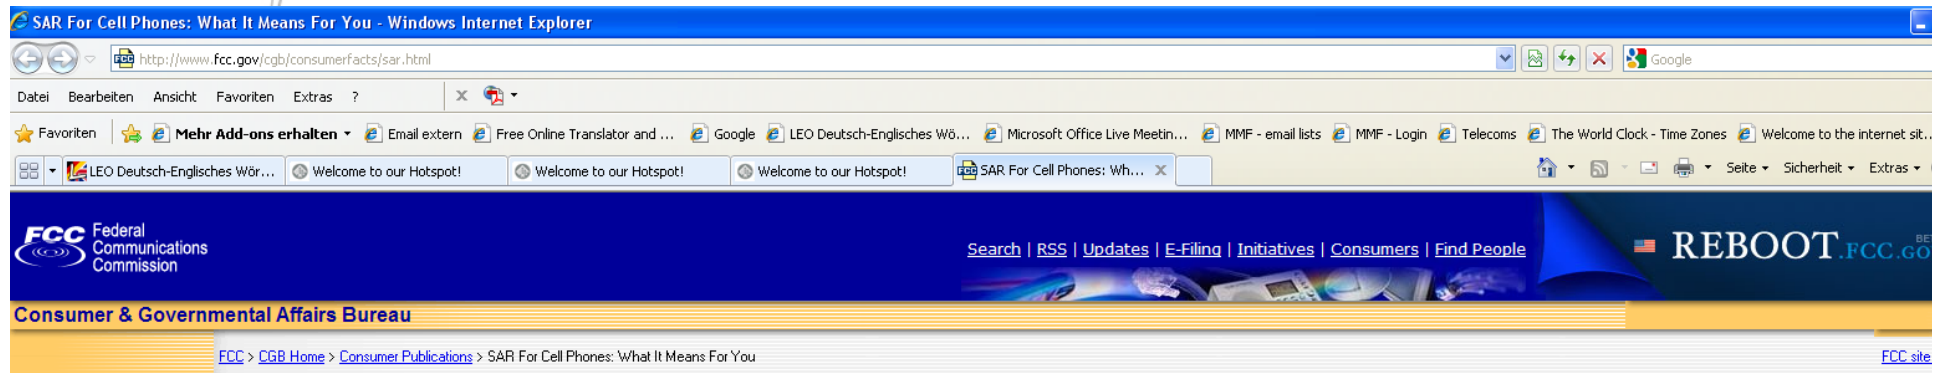 SAR For Cell Phones: What It Means For You - Windows Internet Explorer
http://www.fcc.gov/cgb/consumerfacts/sar.html Google
Datei Bearbeiten Ansicht Favoriten Extras ?
Favoriten Mehr Add-ons erhalten Email extern Free Online Translator and ... Google LEO Deutsch-Englisches Wö... Microsoft Office Live Meetin... MMF - email lists MMF - Login Telecoms The World Clock - Time Zones Welcome to the internet sit...
LEO Deutsch-Englisches Wör... Welcome to our Hotspot! Welcome to our Hotspot! Welcome to our Hotspot! FCC SAR For Cell Phones: Wh... Seite Sicherheit Extras
FCC Federal
Communications
Commission
Search | RSS | Updates | E-Filing | Initiatives | Consumers | Find People
REBOOT.FCC.GO
Consumer & Governmental Affairs Bureau
FCC > CGB Home > Consumer Publications > SAR For Cell Phones: What It Means For You FCC site